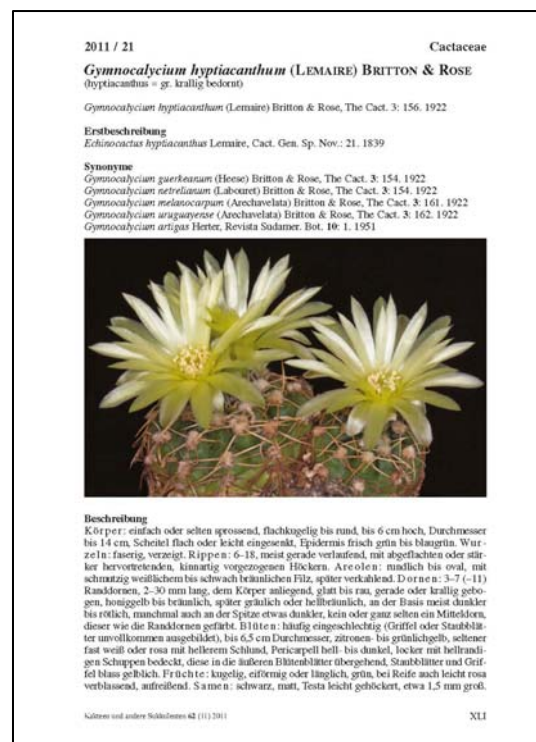 2011 / 21 Cactaceae
Gymnocalycium hyptiacanthum (LEMAIRE) BRITTON & ROSE
(hyptiacanthus = gr. krallig bedornt)
Gymnocalycium hyptiacanthum (Lemaire) Britton & Rose, The Cact. 3: 156. 1922
Erstbeschreibung
Echinocactus hyptiacanthus Lemaire, Cact. Gen. Sp. Nov.: 21. 1839
Synonyme
Gymnocalycium guerkeanum (Heese) Britton & Rose, The Cact. 3: 154. 1922
Gymnocalycium netrelianum (Labouret) Britton & Rose, The Cact. 3: 154. 1922
Gymnocalycium melanocarpum (Arechavelata) Britton & Rose, The Cact. 3: 161. 1922
Gymnocalycium uruguayense (Arechavelata) Britton & Rose, The Cact. 3: 162. 1922
Gymnocalycium artigas Herter, Revista Sudamer. Bot. 10: 1. 1951
Beschreibung
Körper: einfach oder selten sprossend, flachkugelig bis rund, bis 6 cm hoch, Durchmesser
bis 14 cm, Scheitel flach oder leicht eingesenkt, Epidermis frisch grün bis blaugrün. Wur-
zeln: faserig, verzeigt. Rippen: 6–18, meist gerade verlaufend, mit abgeflachten oder stär-
ker hervortretenden, kinnartig vorgezogenen Höckern. Areolen: rundlich bis oval, mit
schmutzig weißlichem bis schwach bräunlichen Filz, später verkahlend. Dornen: 3–7 (–11)
Randdornen, 2–30 mm lang, dem Körper anliegend, glatt bis rau, gerade oder krallig gebo-
gen, honiggelb bis bräunlich, später gräulich oder hellbräunlich, an der Basis meist dunkler
bis rötlich, manchmal auch an der Spitze etwas dunkler, kein oder ganz selten ein Mitteldorn,
dieser wie die Randdornen gefärbt. Blüten: häufig eingeschlechtig (Griffel oder Staubblät-
ter unvollkommen ausgebildet), bis 6,5 cm Durchmesser, zitronen- bis grünlichgelb, seltener
fast weiß oder rosa mit hellerem Schlund, Pericarpell hell- bis dunkel, locker mit hellrandi-
gen Schuppen bedeckt, diese in die äußeren Blütenblätter übergehend, Staubblätter und Grif-
fel blass gelblich. Früchte: kugelig, eiförmig oder länglich, grün, bei Reife auch leicht rosa
verblassend, aufreißend. Samen: schwarz, matt, Testa leicht gehöckert, etwa 1,5 mm groß.
Kakteen und andere Sukkulenten 62 (11) 2011 XLI